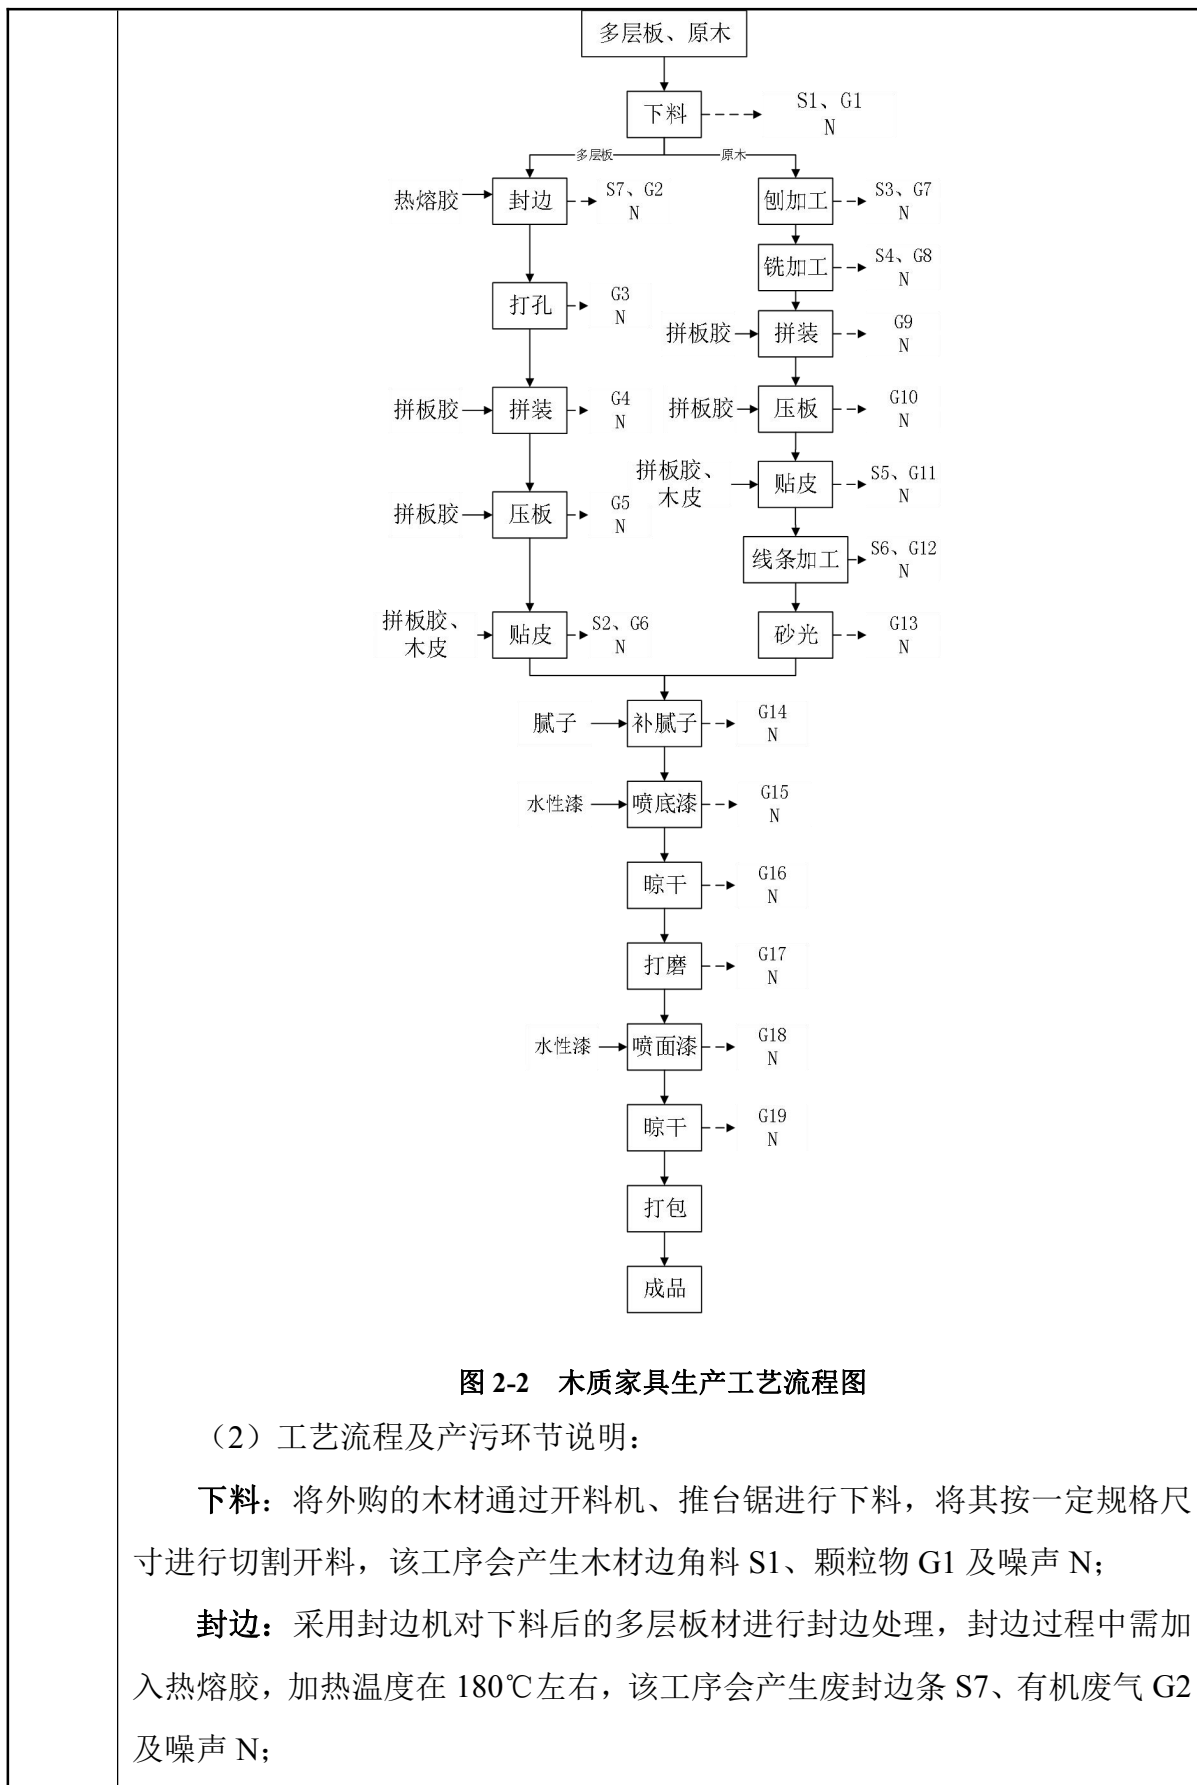 多层板、原木
下料
S1、G1
N
多层板
原木
热熔胶
封边
S7、G2
N
刨加工
S3、G7
N
铣加工
S4、G8
N
打孔
G3
N
拼板胶
拼装
G9
N
拼板胶
拼装
G4
N
拼板胶
压板
G10
N
拼板胶、
木皮
贴皮
S5、G11
N
拼板胶
压板
G5
N
线条加工
S6、G12
N
拼板胶、
木皮
贴皮
S2、G6
N
砂光
G13
N
腻子
补腻子
G14
N
水性漆
喷底漆
G15
N
晾干
G16
N
打磨
G17
N
水性漆
喷面漆
G18
N
晾干
G19
N
打包
成品
图 2-2 木质家具生产工艺流程图
（2）工艺流程及产污环节说明：
下料：将外购的木材通过开料机、推台锯进行下料，将其按一定规格尺
寸进行切割开料，该工序会产生木材边角料 S1、颗粒物 G1 及噪声 N；
封边：采用封边机对下料后的多层板材进行封边处理，封边过程中需加
入热熔胶，加热温度在 180℃左右，该工序会产生废封边条 S7、有机废气 G2
及噪声 N；